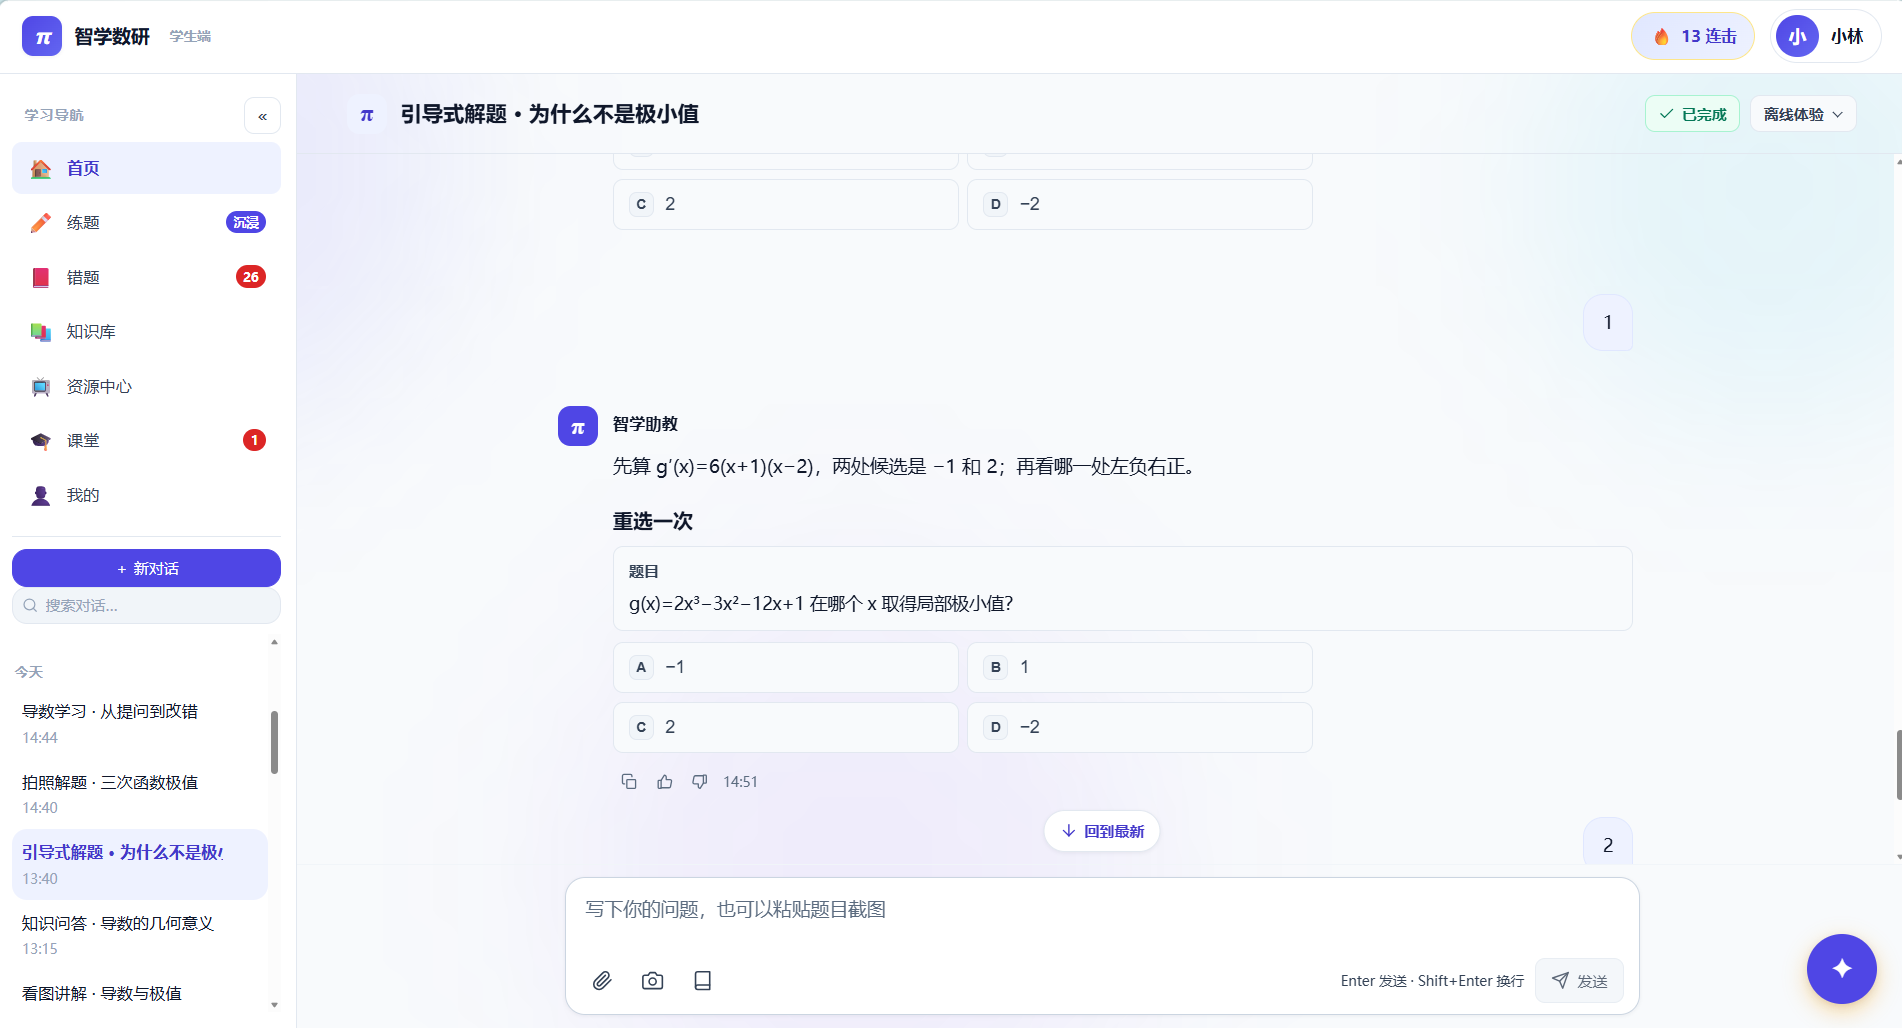 π 智学数研 学生端
13 连击 小 小林
学习导航 «
首页
练题 沉浸
错题 26
知识库
资源中心
课堂 1
我的
+ 新对话
搜索对话...
今天
导数学习 · 从提问到改错
14:44
拍照解题 · 三次函数极值
14:40
引导式解题 • 为什么不是极小
13:40
知识问答 · 导数的几何意义
13:15
看图讲解 · 导数与极值
π 引导式解题 • 为什么不是极小值
已完成 离线体验
C 2 D −2
1
π 智学助教
先算 g′(x)=6(x+1)(x−2)，两处候选是 −1 和 2；再看哪一处左负右正。
重选一次
题目
g(x)=2x³−3x²−12x+1 在哪个 x 取得局部极小值？
A −1 B 1
C 2 D −2
14:51
回到最新
2
写下你的问题，也可以粘贴题目截图
Enter 发送 · Shift+Enter 换行 发送